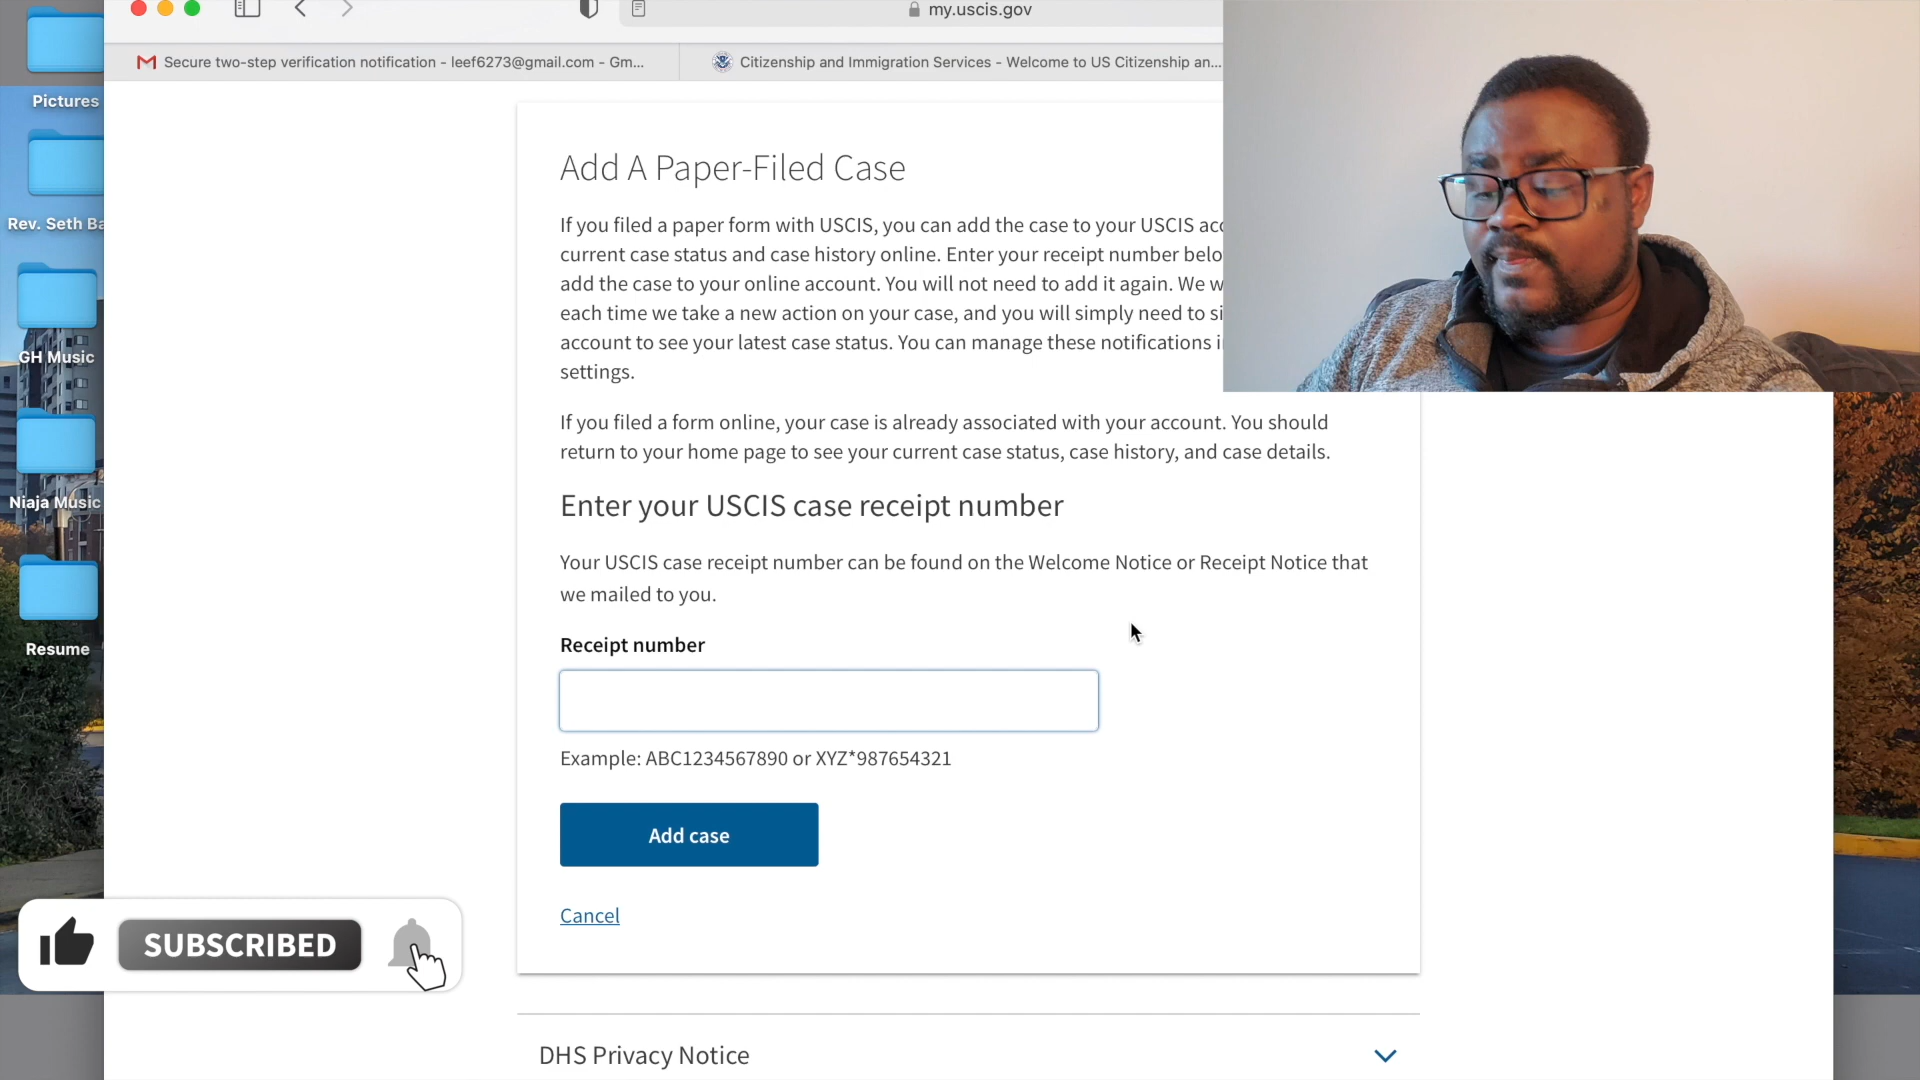 my.uscis.gov
Secure two-step verification notification - leef6273@gmail.com - Gm...
Citizenship and Immigration Services - Welcome to US Citizenship an...
Pictures
Rev. Seth Ba
GH Music
Niaja Music
Resume
Add A Paper-Filed Case
If you filed a paper form with USCIS, you can add the case to your USCIS
current case status and case history online. Enter your receipt number
add the case to your online account. You will not need to add it again. We
each time we take a new action on your case, and you will simply need to
account to see your latest case status. You can manage these notifications
settings.
If you filed a form online, your case is already associated with your account. You should
return to your home page to see your current case status, case history, and case details.
Enter your USCIS case receipt number
Your USCIS case receipt number can be found on the Welcome Notice or Receipt Notice that
we mailed to you.
Receipt number
Example: ABC1234567890 or XYZ*987654321
Add case
Cancel
SUBSCRIBED
DHS Privacy Notice